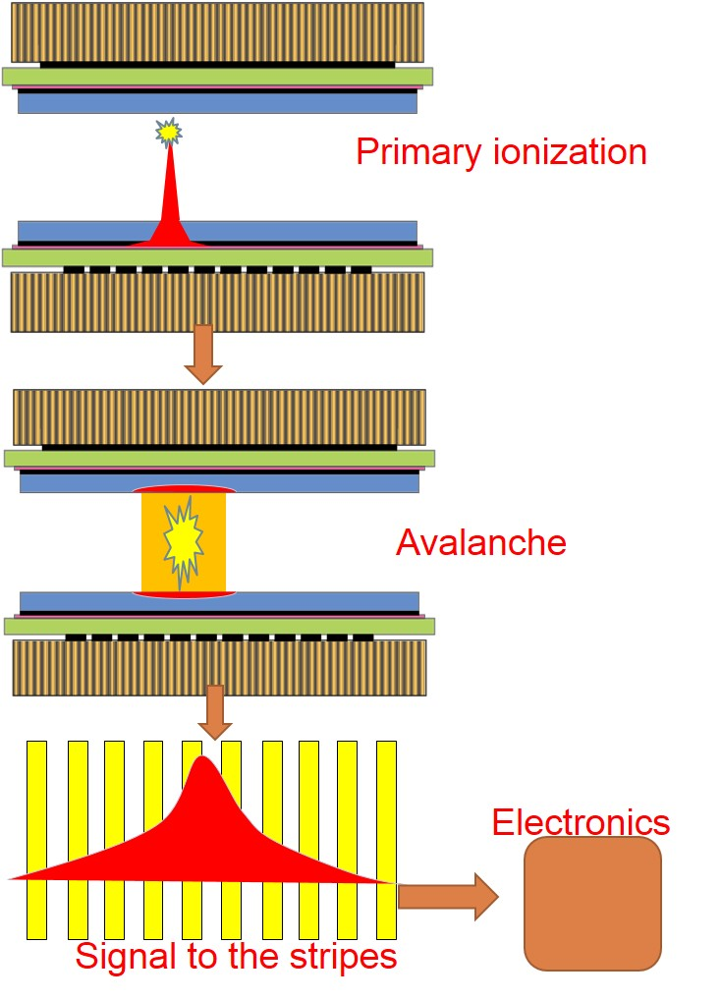 Primary ionization
Avalanche
Electronics
Signal to the stripes